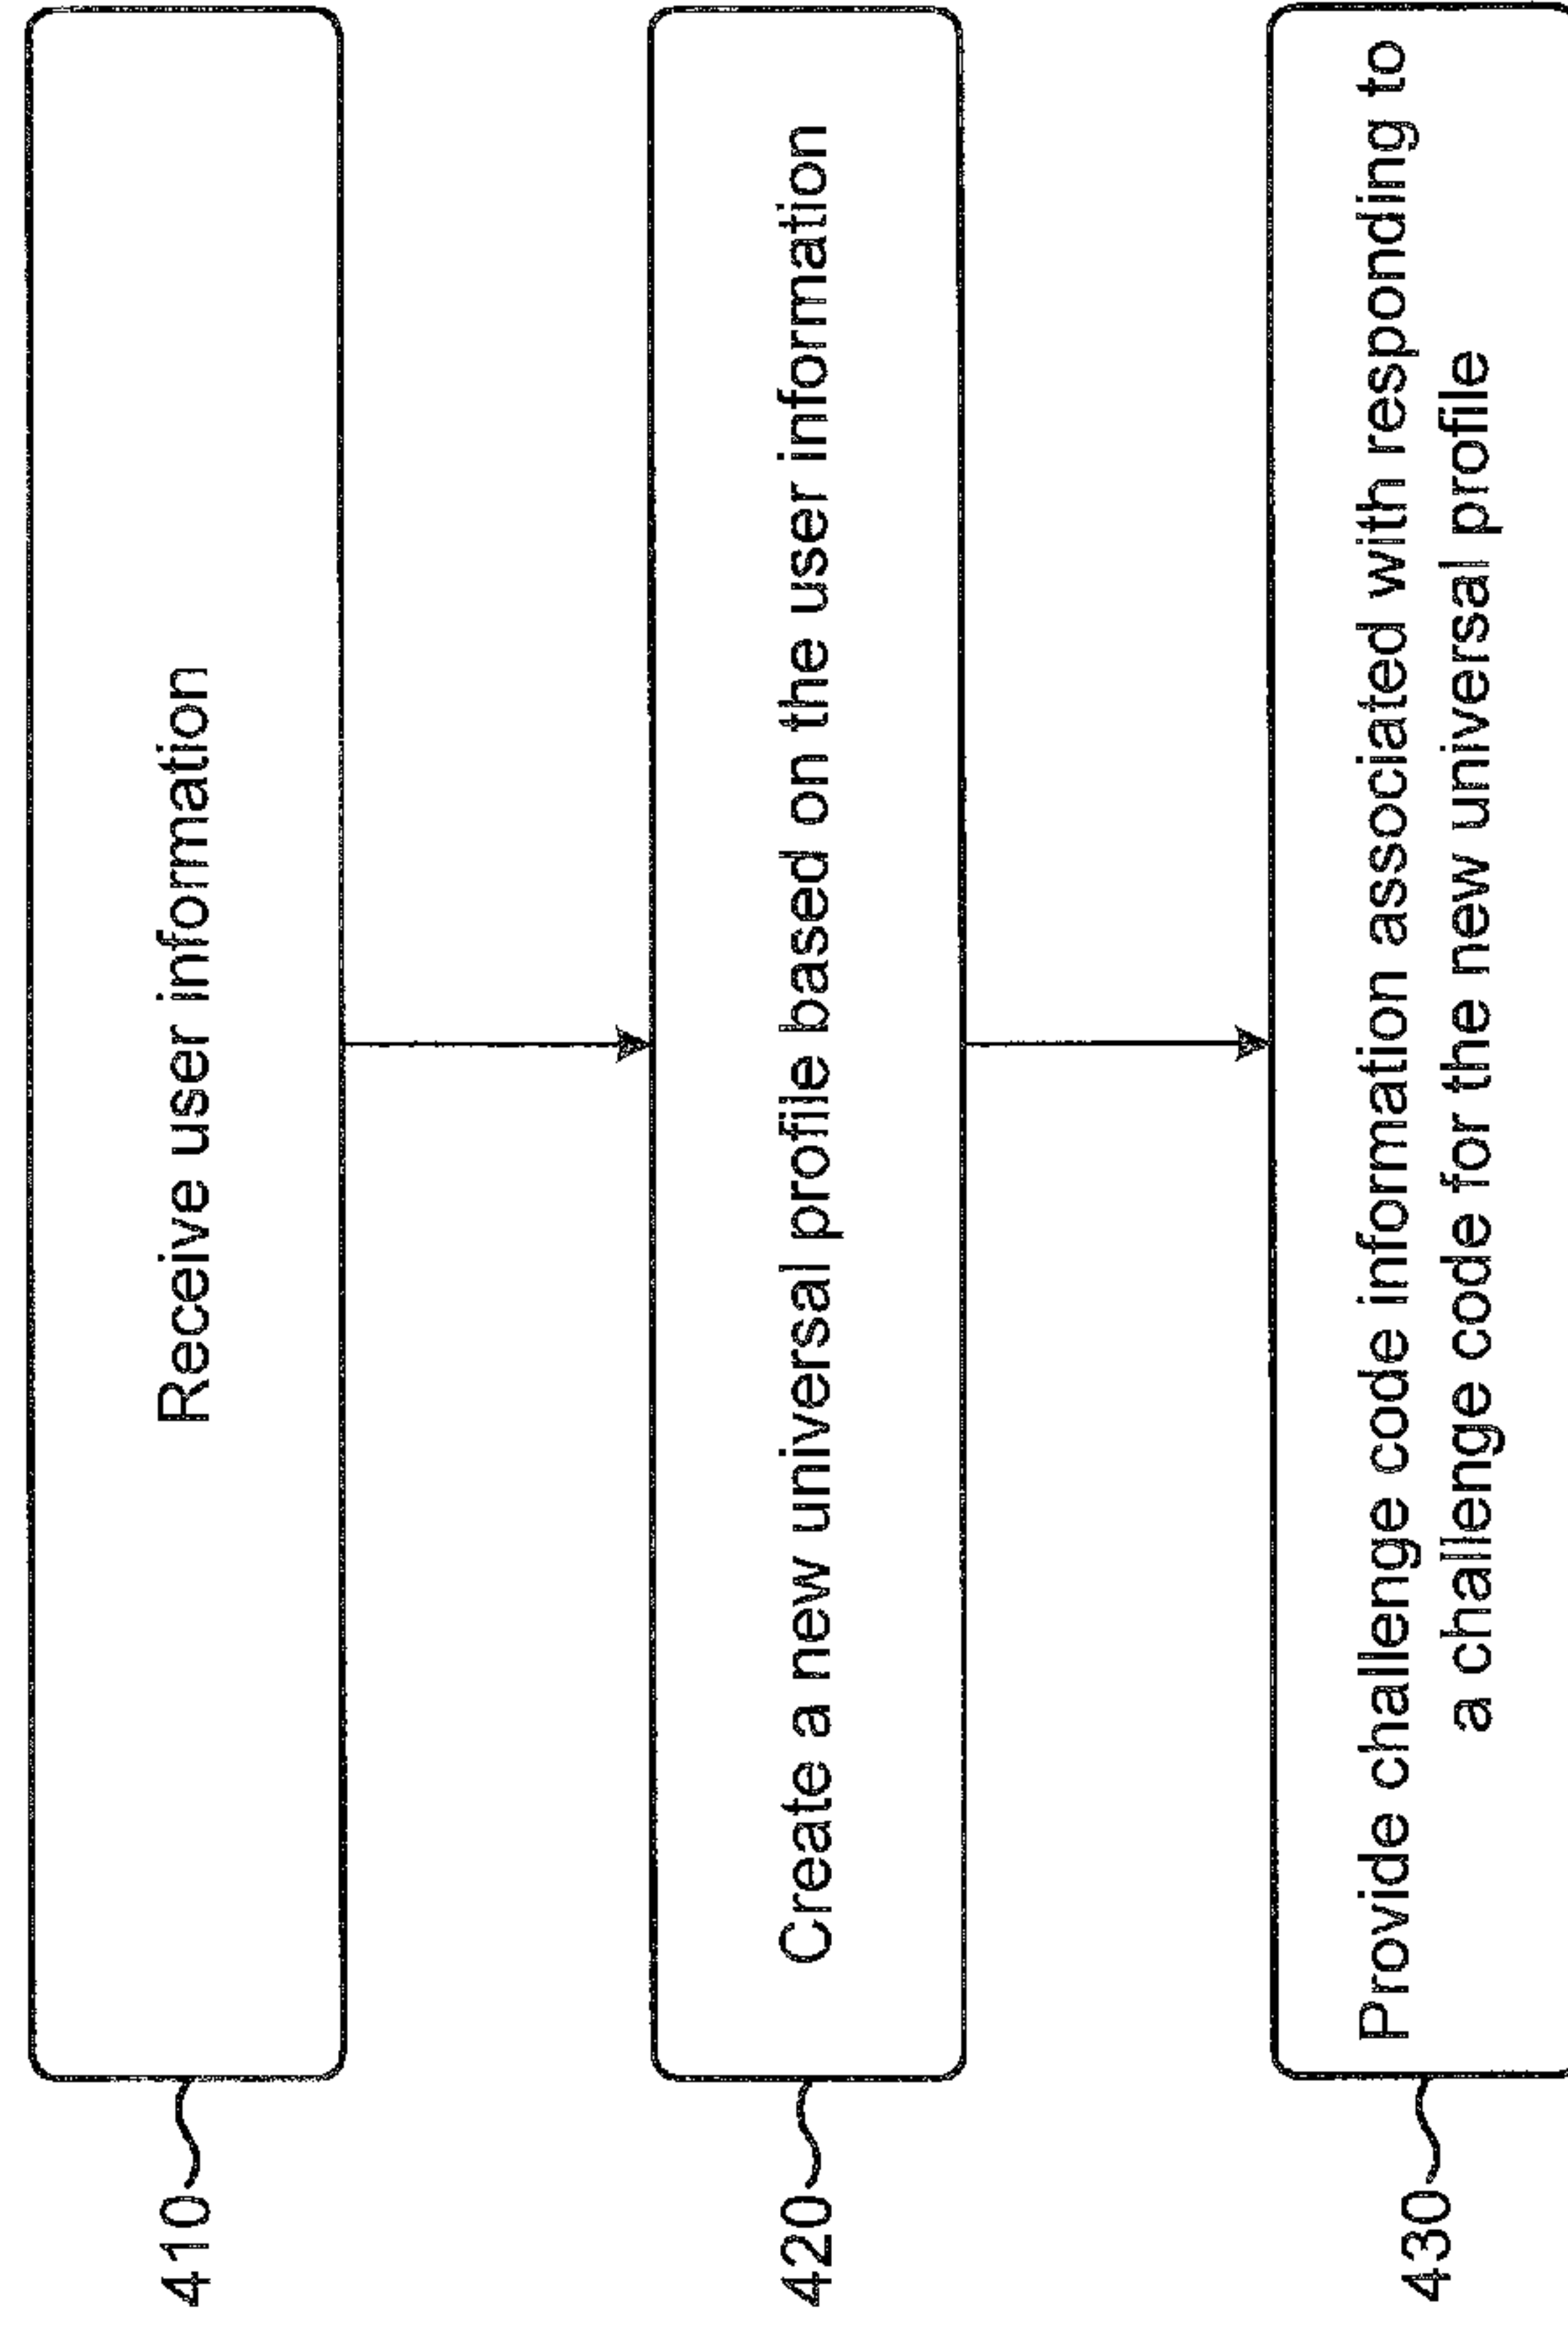 410
Receive user information
420
Create a new universal profile based on the user information
430
Provide challenge code information associated with responding to
a challenge code for the new universal profile